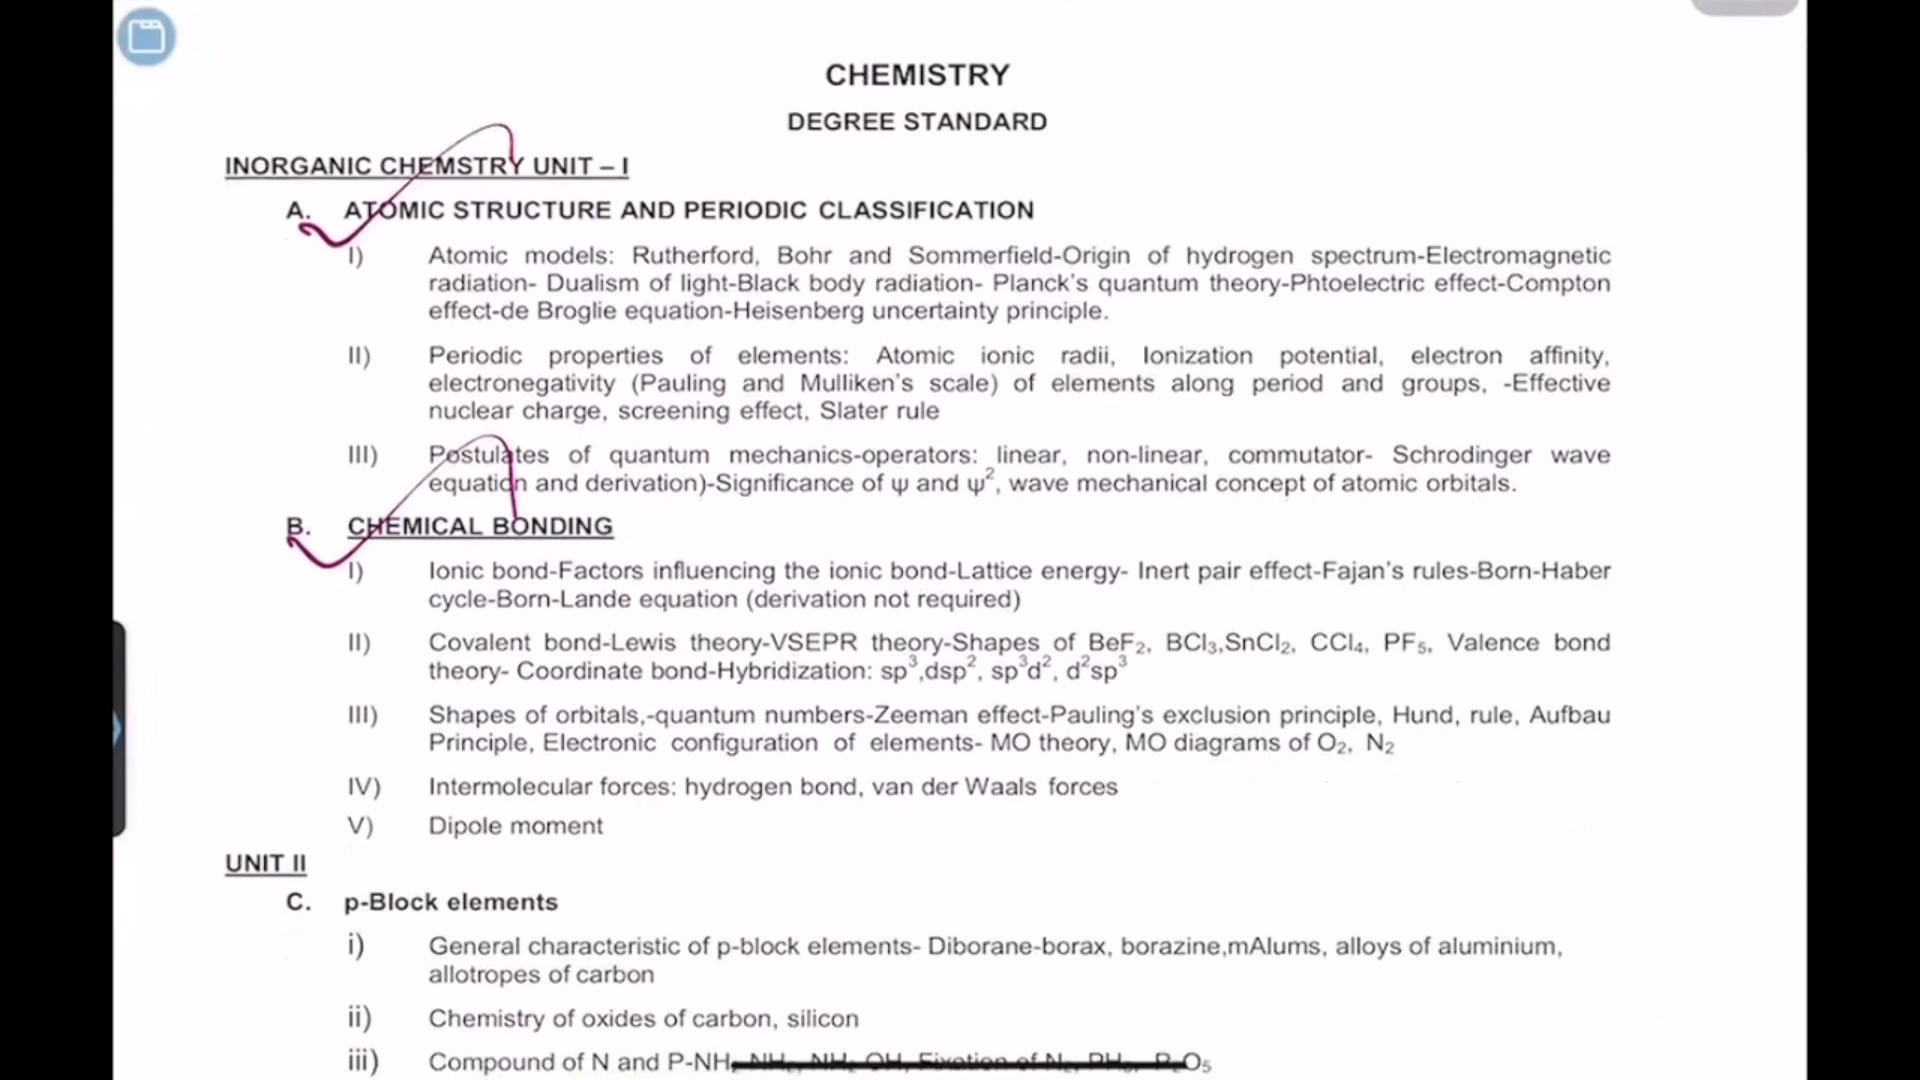 CHEMISTRY
DEGREE STANDARD
INORGANIC CHEMSTRY UNIT – I
A. ATOMIC STRUCTURE AND PERIODIC CLASSIFICATION
I) Atomic models: Rutherford, Bohr and Sommerfield-Origin of hydrogen spectrum-Electromagnetic
radiation- Dualism of light-Black body radiation- Planck's quantum theory-Phtoelectric effect-Compton
effect-de Broglie equation-Heisenberg uncertainty principle.
II) Periodic properties of elements: Atomic ionic radii, Ionization potential, electron affinity,
electronegativity (Pauling and Mulliken's scale) of elements along period and groups, -Effective
nuclear charge, screening effect, Slater rule
III) Postulates of quantum mechanics-operators: linear, non-linear, commutator- Schrodinger wave
equation and derivation)-Significance of ψ and ψ², wave mechanical concept of atomic orbitals.
B. CHEMICAL BONDING
I) Ionic bond-Factors influencing the ionic bond-Lattice energy- Inert pair effect-Fajan's rules-Born-Haber
cycle-Born-Lande equation (derivation not required)
II) Covalent bond-Lewis theory-VSEPR theory-Shapes of BeF₂, BCl₃,SnCl₂, CCl₄, PF₅, Valence bond
theory- Coordinate bond-Hybridization: sp³,dsp², sp³d², d²sp³
III) Shapes of orbitals,-quantum numbers-Zeeman effect-Pauling's exclusion principle, Hund, rule, Aufbau
Principle, Electronic configuration of elements- MO theory, MO diagrams of O₂, N₂
IV) Intermolecular forces: hydrogen bond, van der Waals forces
V) Dipole moment
UNIT II
C. p-Block elements
i) General characteristic of p-block elements- Diborane-borax, borazine,mAlums, alloys of aluminium,
allotropes of carbon
ii) Chemistry of oxides of carbon, silicon
iii) Compound of N and P-NH₂ NH₂, NH₂ OH, Fixation of N₂, PH₃, P₂O₅